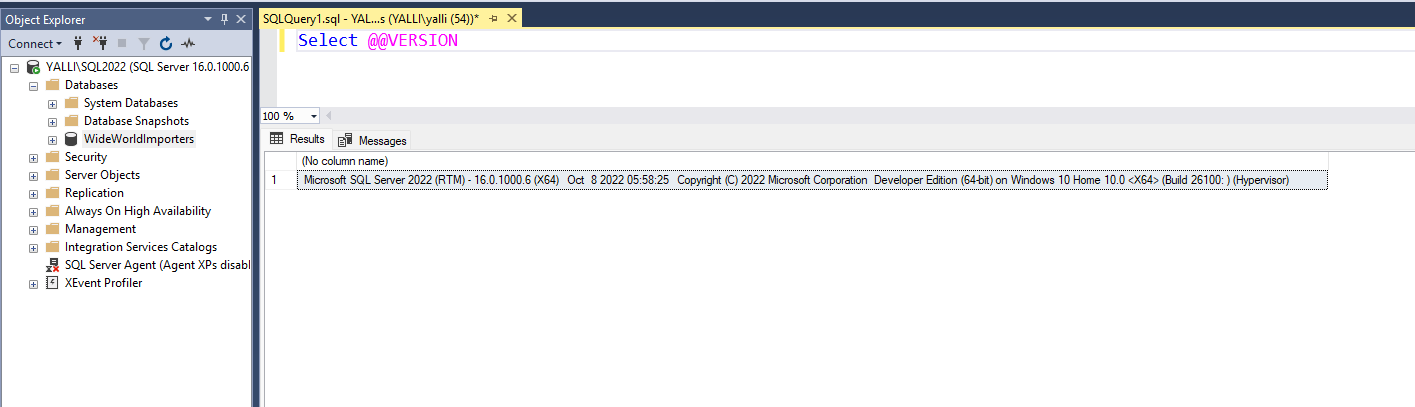 Object Explorer
Connect
YALLI\SQL2022 (SQL Server 16.0.1000.6
Databases
System Databases
Database Snapshots
WideWorldImporters
Security
Server Objects
Replication
Always On High Availability
Management
Integration Services Catalogs
SQL Server Agent (Agent XPs disabl
XEvent Profiler
SQLQuery1.sql - YAL...s (YALLI\yalli (54))*
Select @@VERSION
100 %
Results
Messages
(No column name)
1 Microsoft SQL Server 2022 (RTM) - 16.0.1000.6 (X64) Oct 8 2022 05:58:25 Copyright (C) 2022 Microsoft Corporation Developer Edition (64-bit) on Windows 10 Home 10.0 <X64> (Build 26100: ) (Hypervisor)